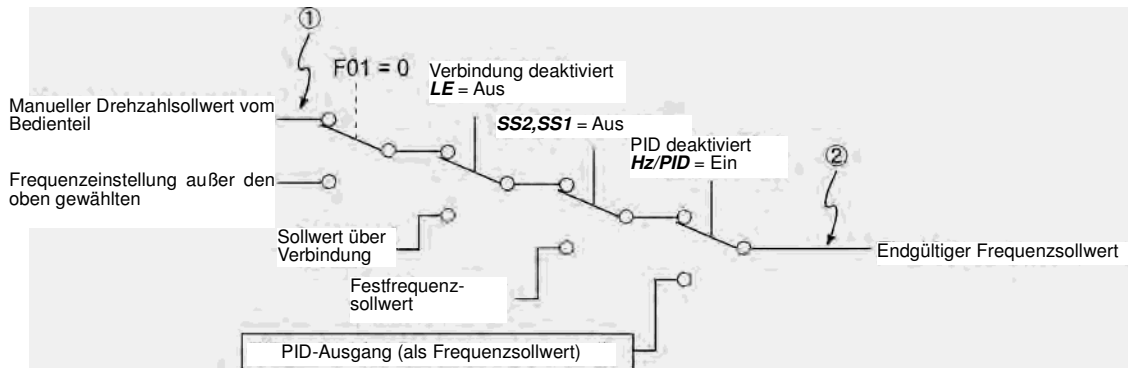 ①
F01 = 0
Verbindung deaktiviert
LE = Aus
Manueller Drehzahlsollwert vom
Bedienteil
SS2,SS1 = Aus
PID deaktiviert
Hz/PID = Ein
②
Frequenzeinstellung außer den
oben gewählten
Sollwert über
Verbindung
Endgültiger Frequenzsollwert
Festfrequenz-
sollwert
PID-Ausgang (als Frequenzsollwert)